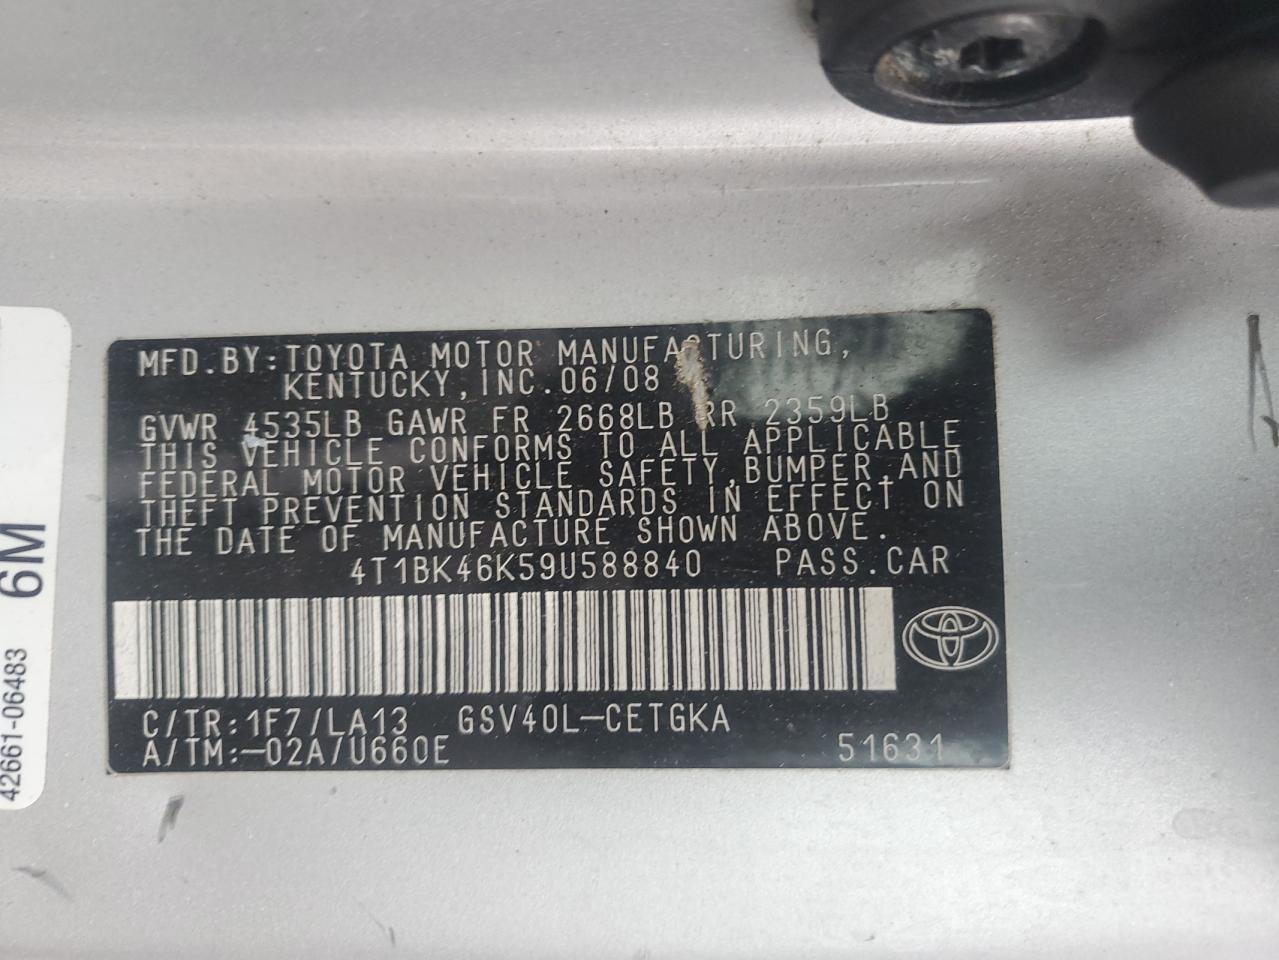 MFD.BY:TOYOTA MOTOR MANUFACTURING,
KENTUCKY,INC.06/08
GVWR 4535LB GAWR FR 2668LB RR 2359LB
THIS VEHICLE CONFORMS TO ALL APPLICABLE
FEDERAL MOTOR VEHICLE SAFETY,BUMPER,AND
THEFT PREVENTION STANDARDS IN EFFECT ON
THE DATE OF MANUFACTURE SHOWN ABOVE.
4T1BK46K59U588840 PASS.CAR
C/TR:1F7/LA13 GSV40L-CETGKA
A/TM:-02A/U660E 51631
42661-06483 6M